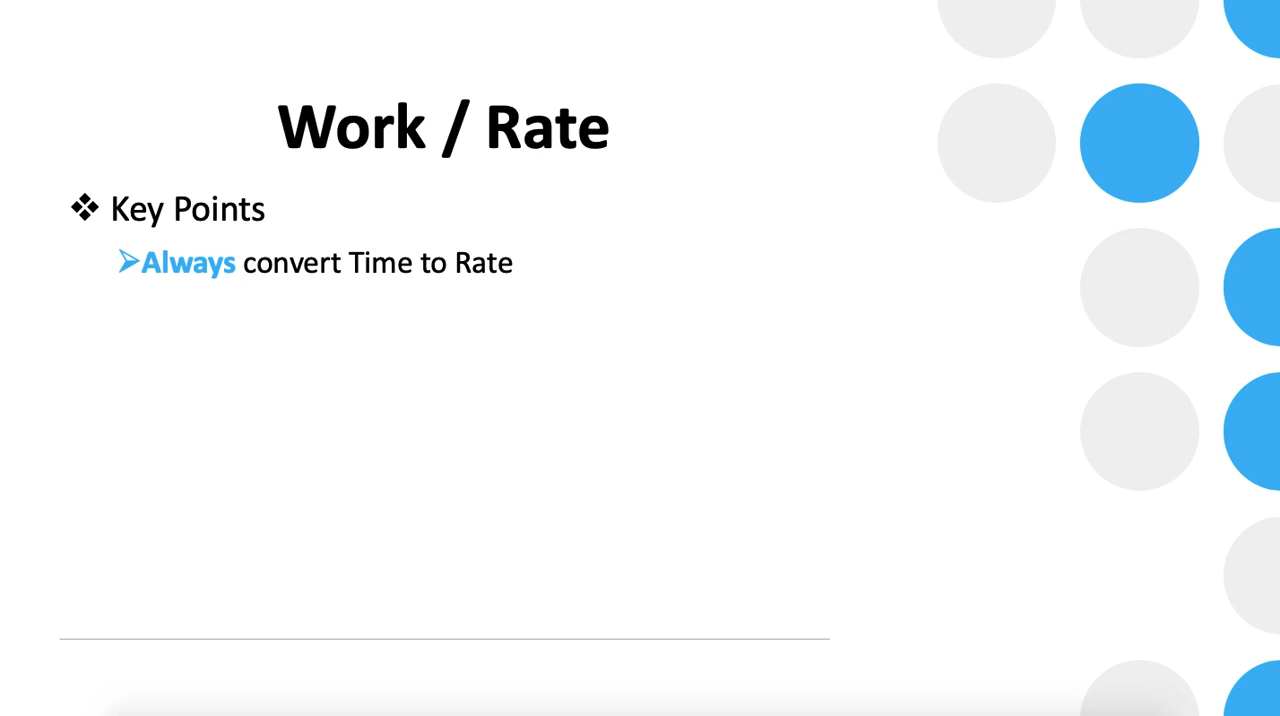 Work / Rate
❖ Key Points
➢Always convert Time to Rate